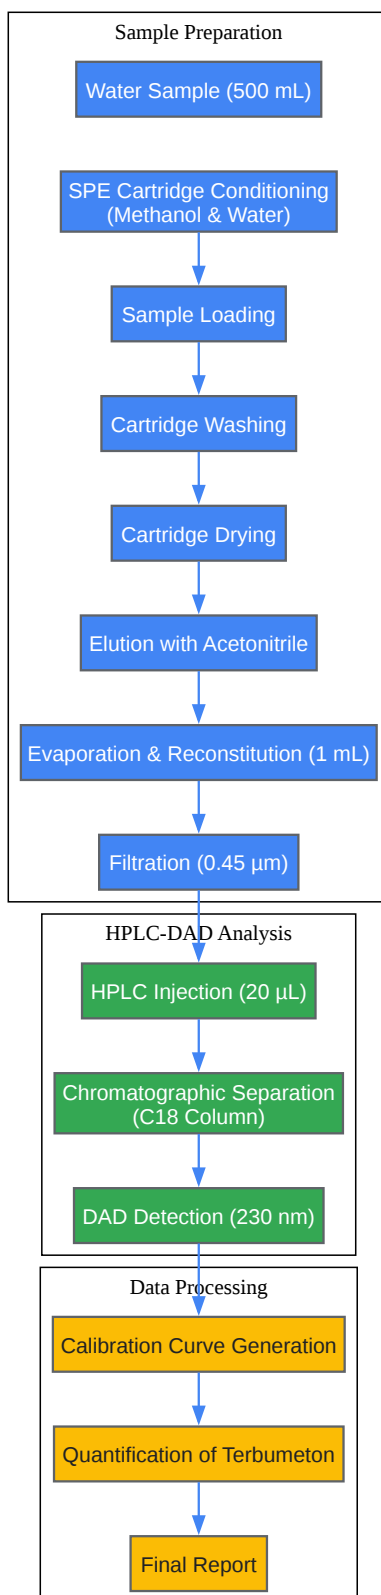 Sample Preparation
Water Sample (500 mL)
SPE Cartridge Conditioning
(Methanol & Water)
Sample Loading
Cartridge Washing
Cartridge Drying
Elution with Acetonitrile
Evaporation & Reconstitution (1 mL)
Filtration (0.45 µm)
HPLC-DAD Analysis
HPLC Injection (20 µL)
Chromatographic Separation
(C18 Column)
DAD Detection (230 nm)
Data Processing
Calibration Curve Generation
Quantification of Terbumeton
Final Report